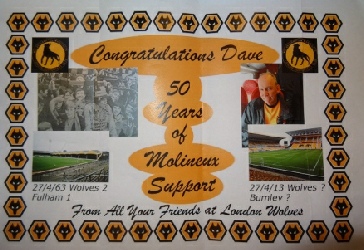 Congratulations Dave
50
Years
of
Molineux
Support
27/4/63 Wolves 2
Fulham 1
27/4/13 Wolves ?
Burnley ?
From All Your Friends at London Wolves